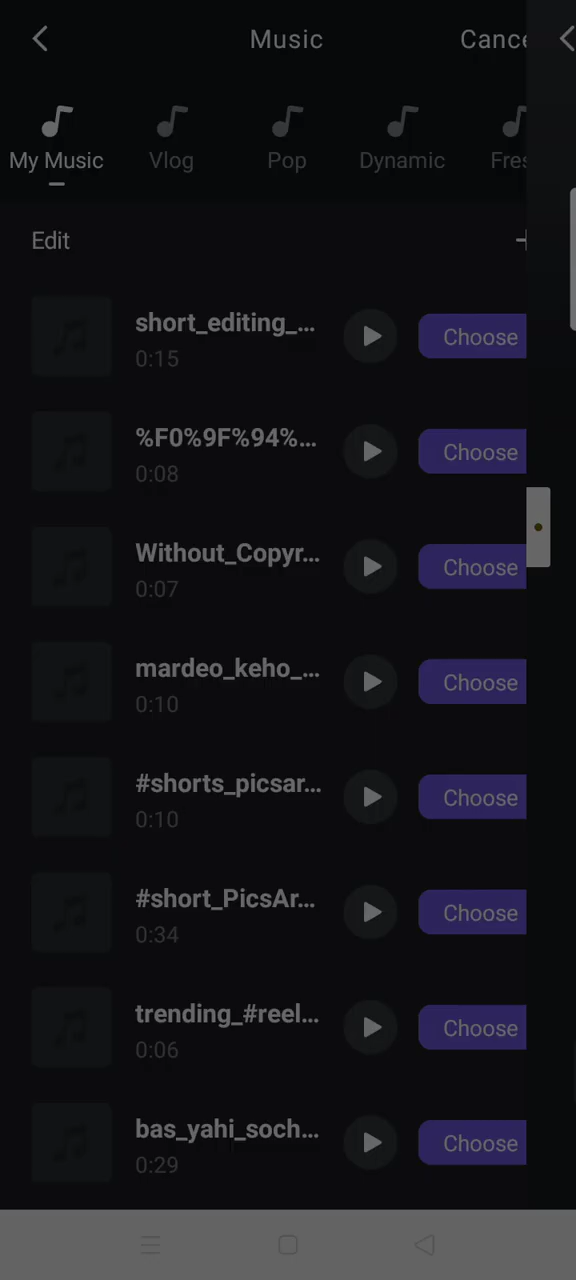 Music Cance
My Music Vlog Pop Dynamic Fres
Edit
short_editing_...
0:15
Choose
%F0%9F%94%...
0:08
Choose
Without_Copyr...
0:07
Choose
mardeo_keho_...
0:10
Choose
#shorts_picsar...
0:10
Choose
#short_PicsAr...
0:34
Choose
trending_#reel...
0:06
Choose
bas_yahi_soch...
0:29
Choose